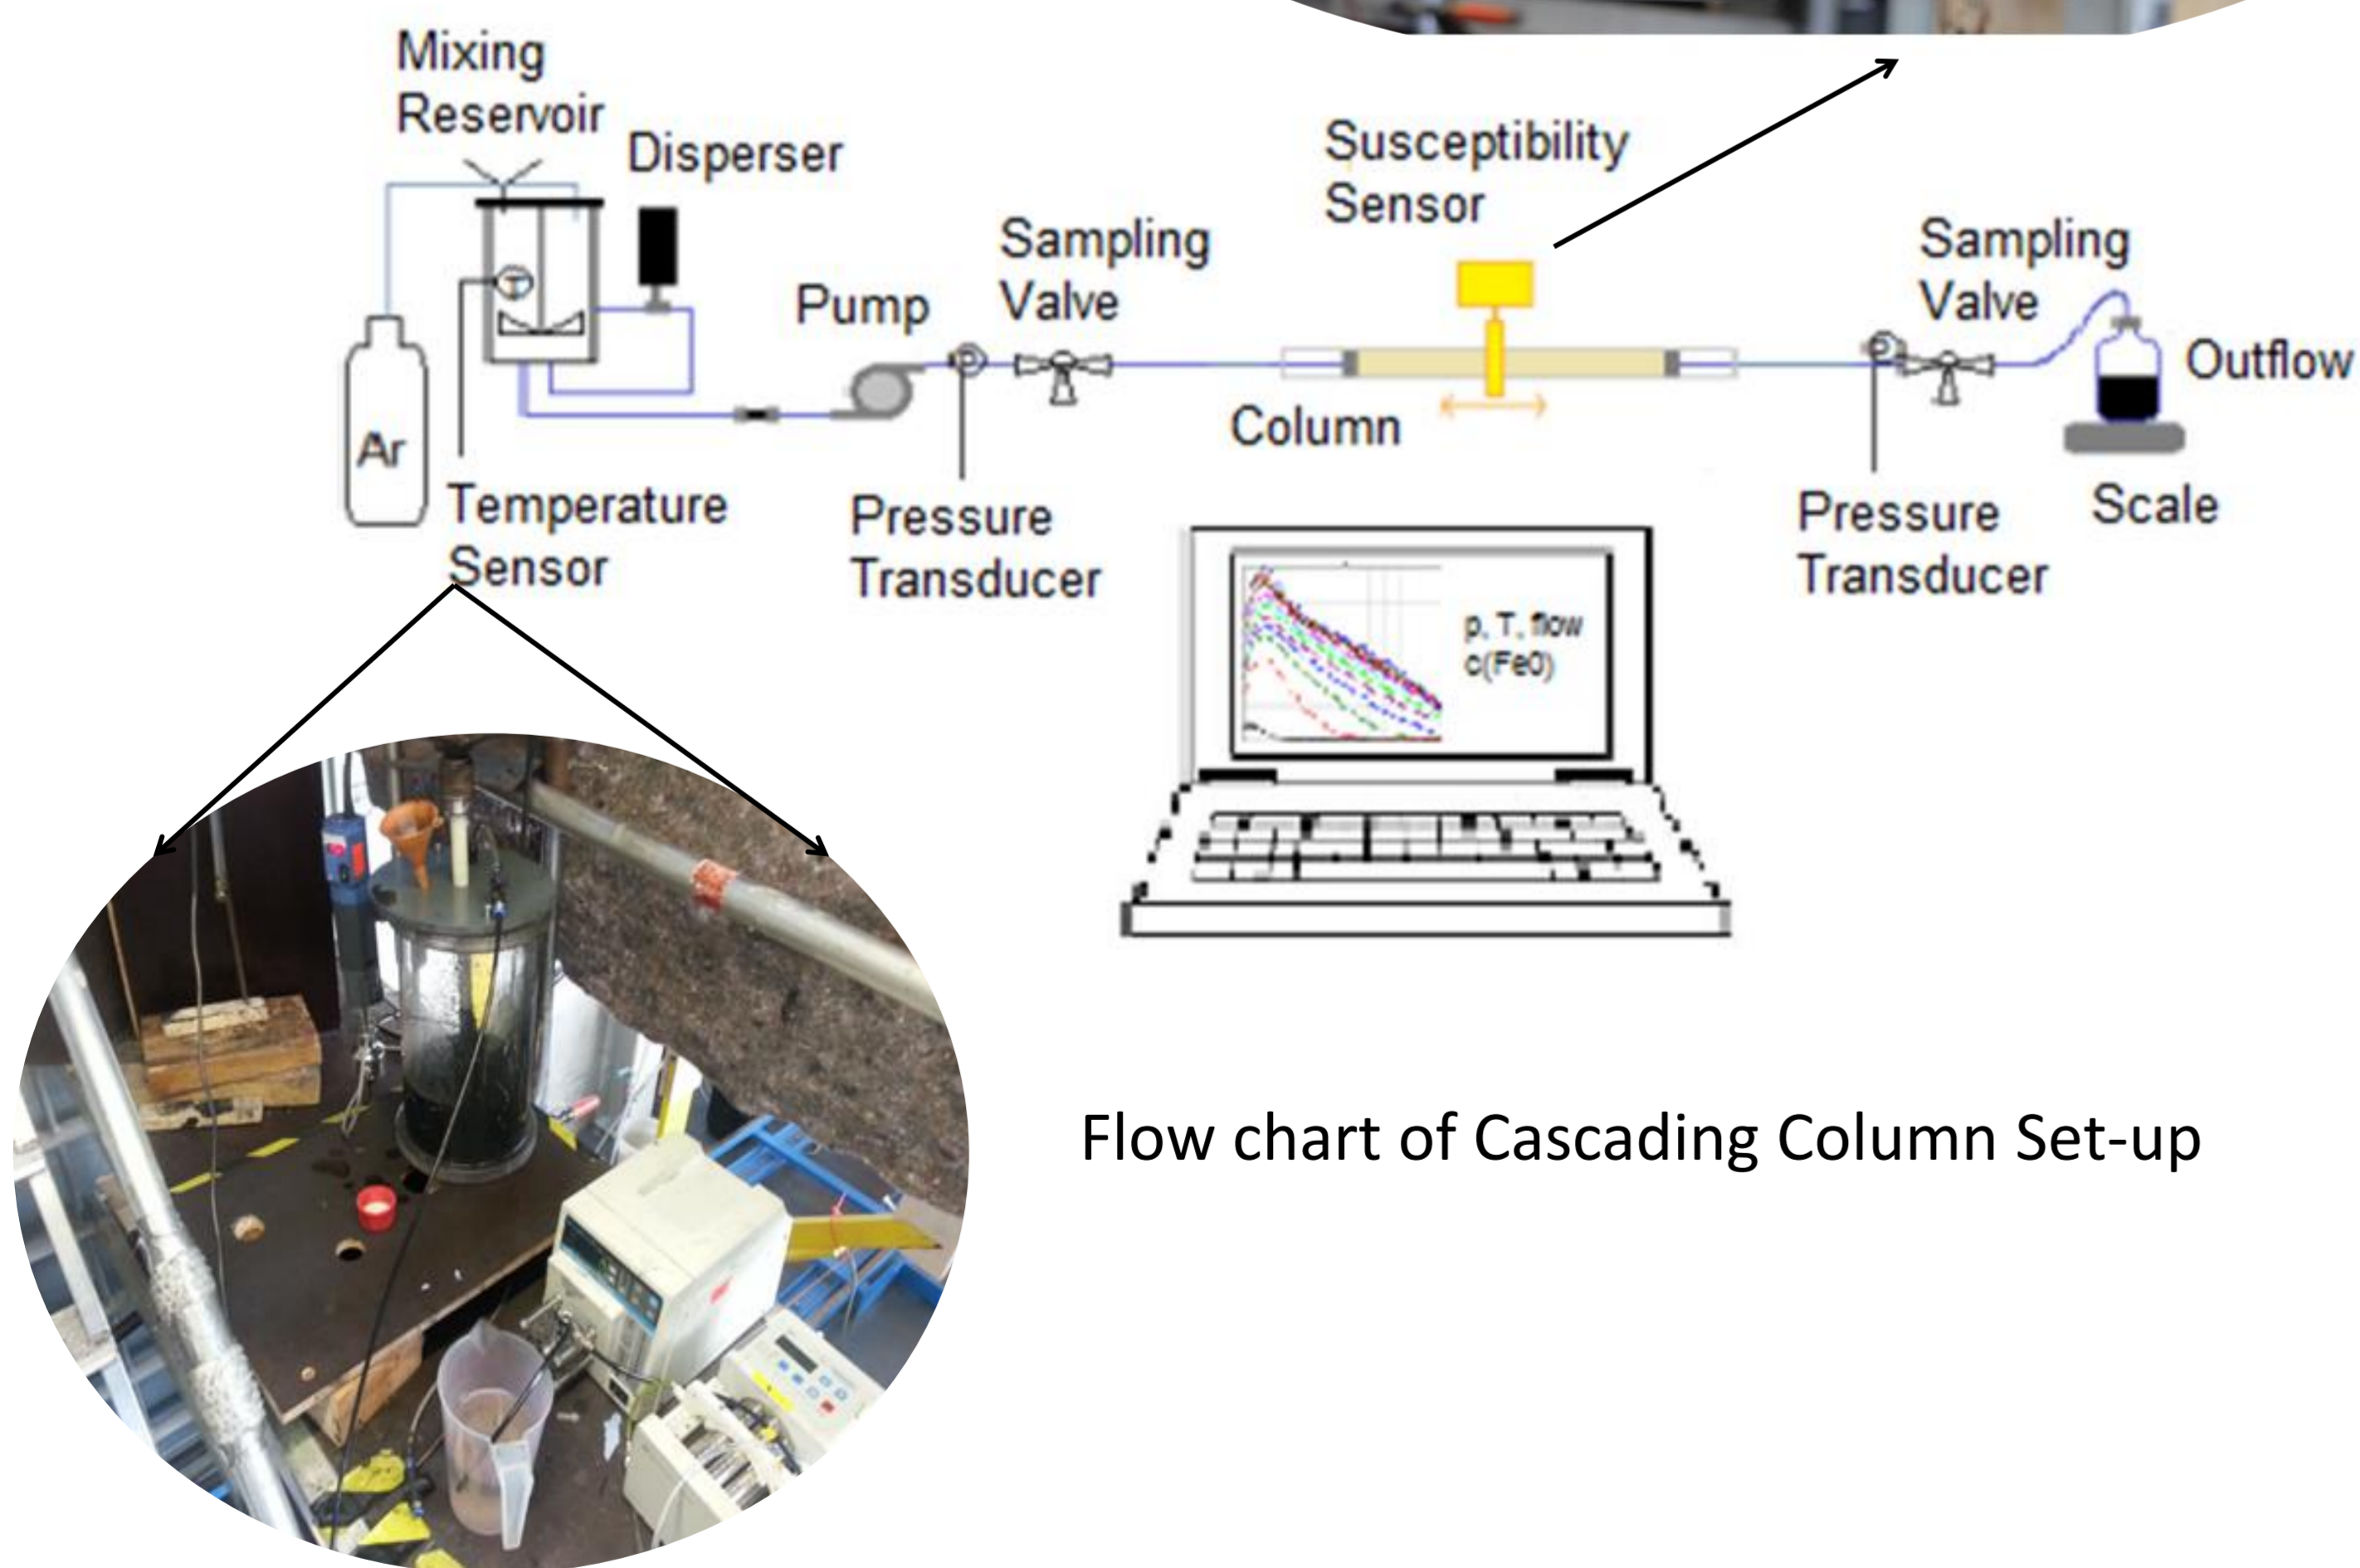 Mixing
Reservoir
Disperser
Susceptibility
Sensor
Sampling
Valve
Sampling
Valve
Pump
Outflow
Column
Ar
Temperature
Sensor
Pressure
Transducer
Pressure
Transducer
Scale
p, T, flow
c(Fe0)
Flow chart of Cascading Column Set-up